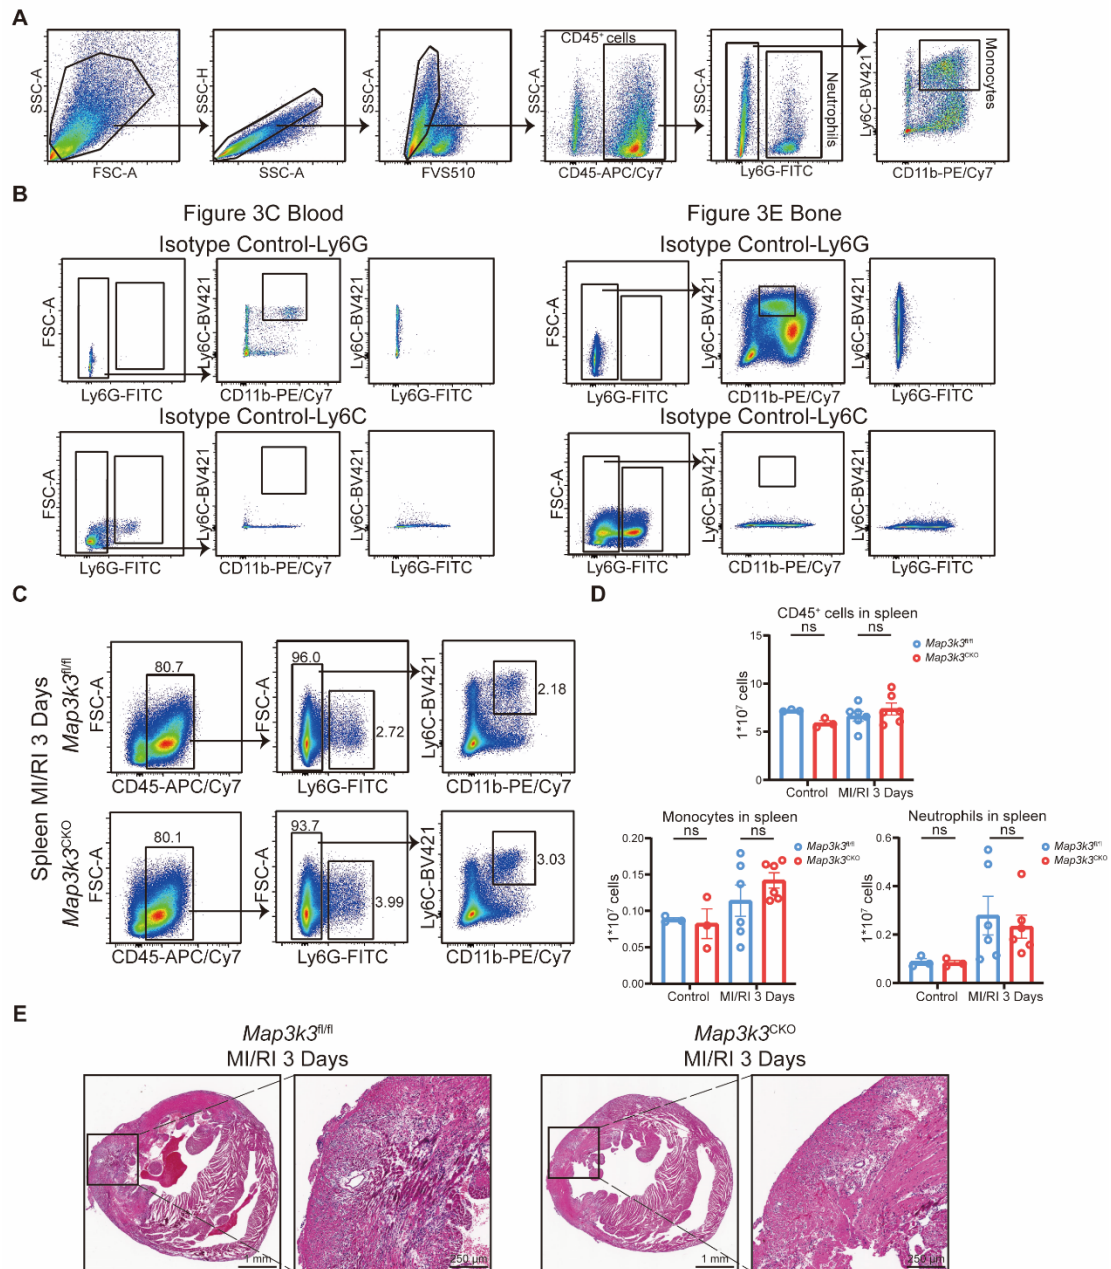 A
SSC-A
FSC-A
SSC-H
SSC-A
SSC-A
FVS510
CD45⁺ cells
SSC-A
CD45-APC/Cy7
SSC-A
Neutrophils
Ly6G-FITC
Ly6C-BV421
Monocytes
CD11b-PE/Cy7
B
Figure 3C Blood
Isotype Control-Ly6G
FSC-A
Ly6G-FITC
Ly6C-BV421
CD11b-PE/Cy7
Ly6C-BV421
Ly6G-FITC
Isotype Control-Ly6C
FSC-A
Ly6G-FITC
Ly6C-BV421
CD11b-PE/Cy7
Ly6C-BV421
Ly6G-FITC
Figure 3E Bone
Isotype Control-Ly6G
FSC-A
Ly6G-FITC
Ly6C-BV421
CD11b-PE/Cy7
Ly6C-BV421
Ly6G-FITC
Isotype Control-Ly6C
FSC-A
Ly6G-FITC
Ly6C-BV421
CD11b-PE/Cy7
Ly6C-BV421
Ly6G-FITC
C
Spleen MI/RI 3 Days
Map3k3fl/fl
FSC-A
80.7
CD45-APC/Cy7
FSC-A
96.0
2.72
Ly6G-FITC
Ly6C-BV421
2.18
CD11b-PE/Cy7
Map3k3CKO
FSC-A
80.1
CD45-APC/Cy7
FSC-A
93.7
3.99
Ly6G-FITC
Ly6C-BV421
3.03
CD11b-PE/Cy7
D
CD45⁺ cells in spleen
ns
ns
Map3k3fl/fl
Map3k3CKO
1*10⁷ cells
15
10
5
0
Control
MI/RI 3 Days
Monocytes in spleen
ns
ns
Map3k3fl/fl
Map3k3CKO
1*10⁷ cells
0.20
0.15
0.10
0.05
0.00
Control
MI/RI 3 Days
Neutrophils in spleen
ns
ns
Map3k3fl/fl
Map3k3CKO
1*10⁷ cells
0.6
0.4
0.2
0.0
Control
MI/RI 3 Days
E
Map3k3fl/fl
MI/RI 3 Days
1 mm
250 µm
Map3k3CKO
MI/RI 3 Days
1 mm
250 µm